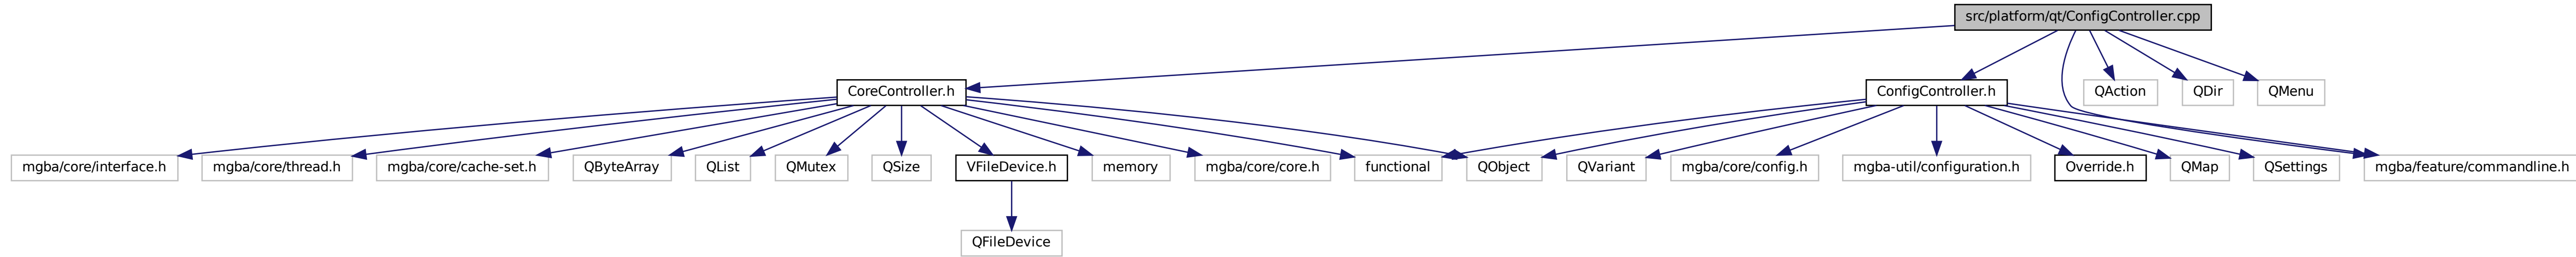 src/platform/qt/ConfigController.cpp
CoreController.h
ConfigController.h
QAction
QDir
QMenu
mgba/core/interface.h
mgba/core/thread.h
mgba/core/cache-set.h
QByteArray
QList
QMutex
QSize
VFileDevice.h
memory
mgba/core/core.h
functional
QObject
QVariant
mgba/core/config.h
mgba-util/configuration.h
Override.h
QMap
QSettings
mgba/feature/commandline.h
QFileDevice